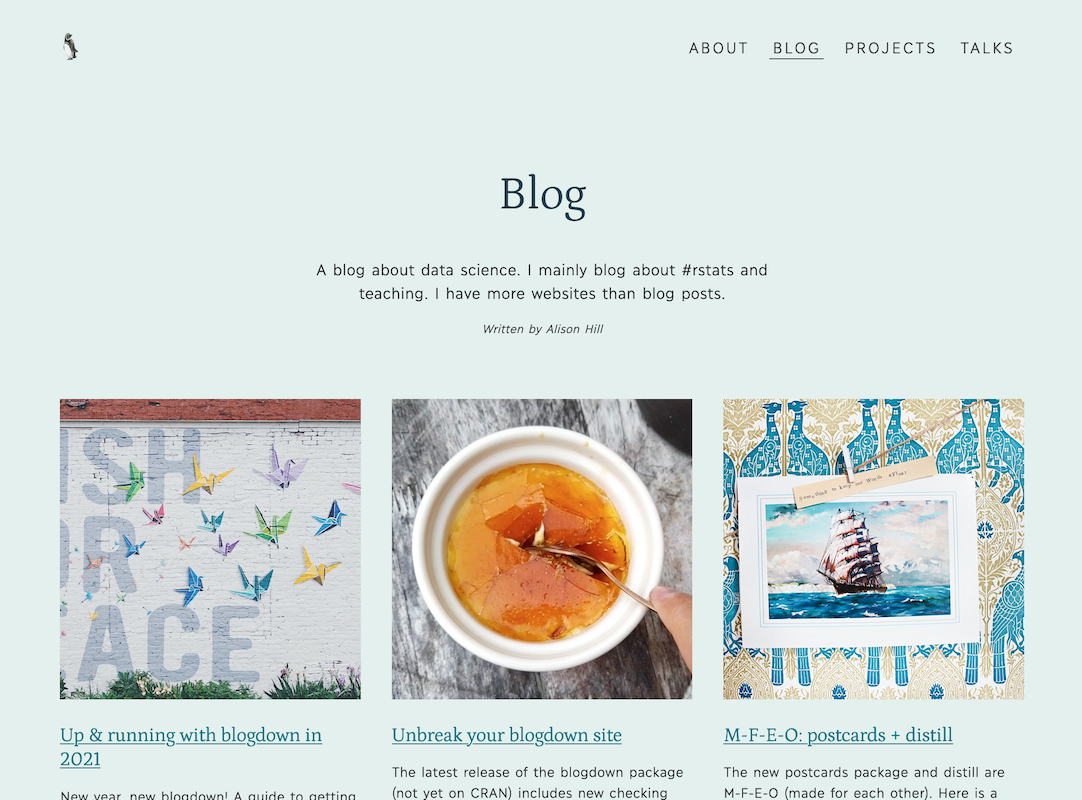 ABOUT BLOG PROJECTS TALKS
Blog
A blog about data science. I mainly blog about #rstats and
teaching. I have more websites than blog posts.
Written by Alison Hill
USH
OR
ACE
Up & running with blogdown in
2021
New year, new blogdown! A guide to getting
Unbreak your blogdown site
The latest release of the blogdown package
(not yet on CRAN) includes new checking
M-F-E-O: postcards + distill
The new postcards package and distill are
M-F-E-O (made for each other). Here is a